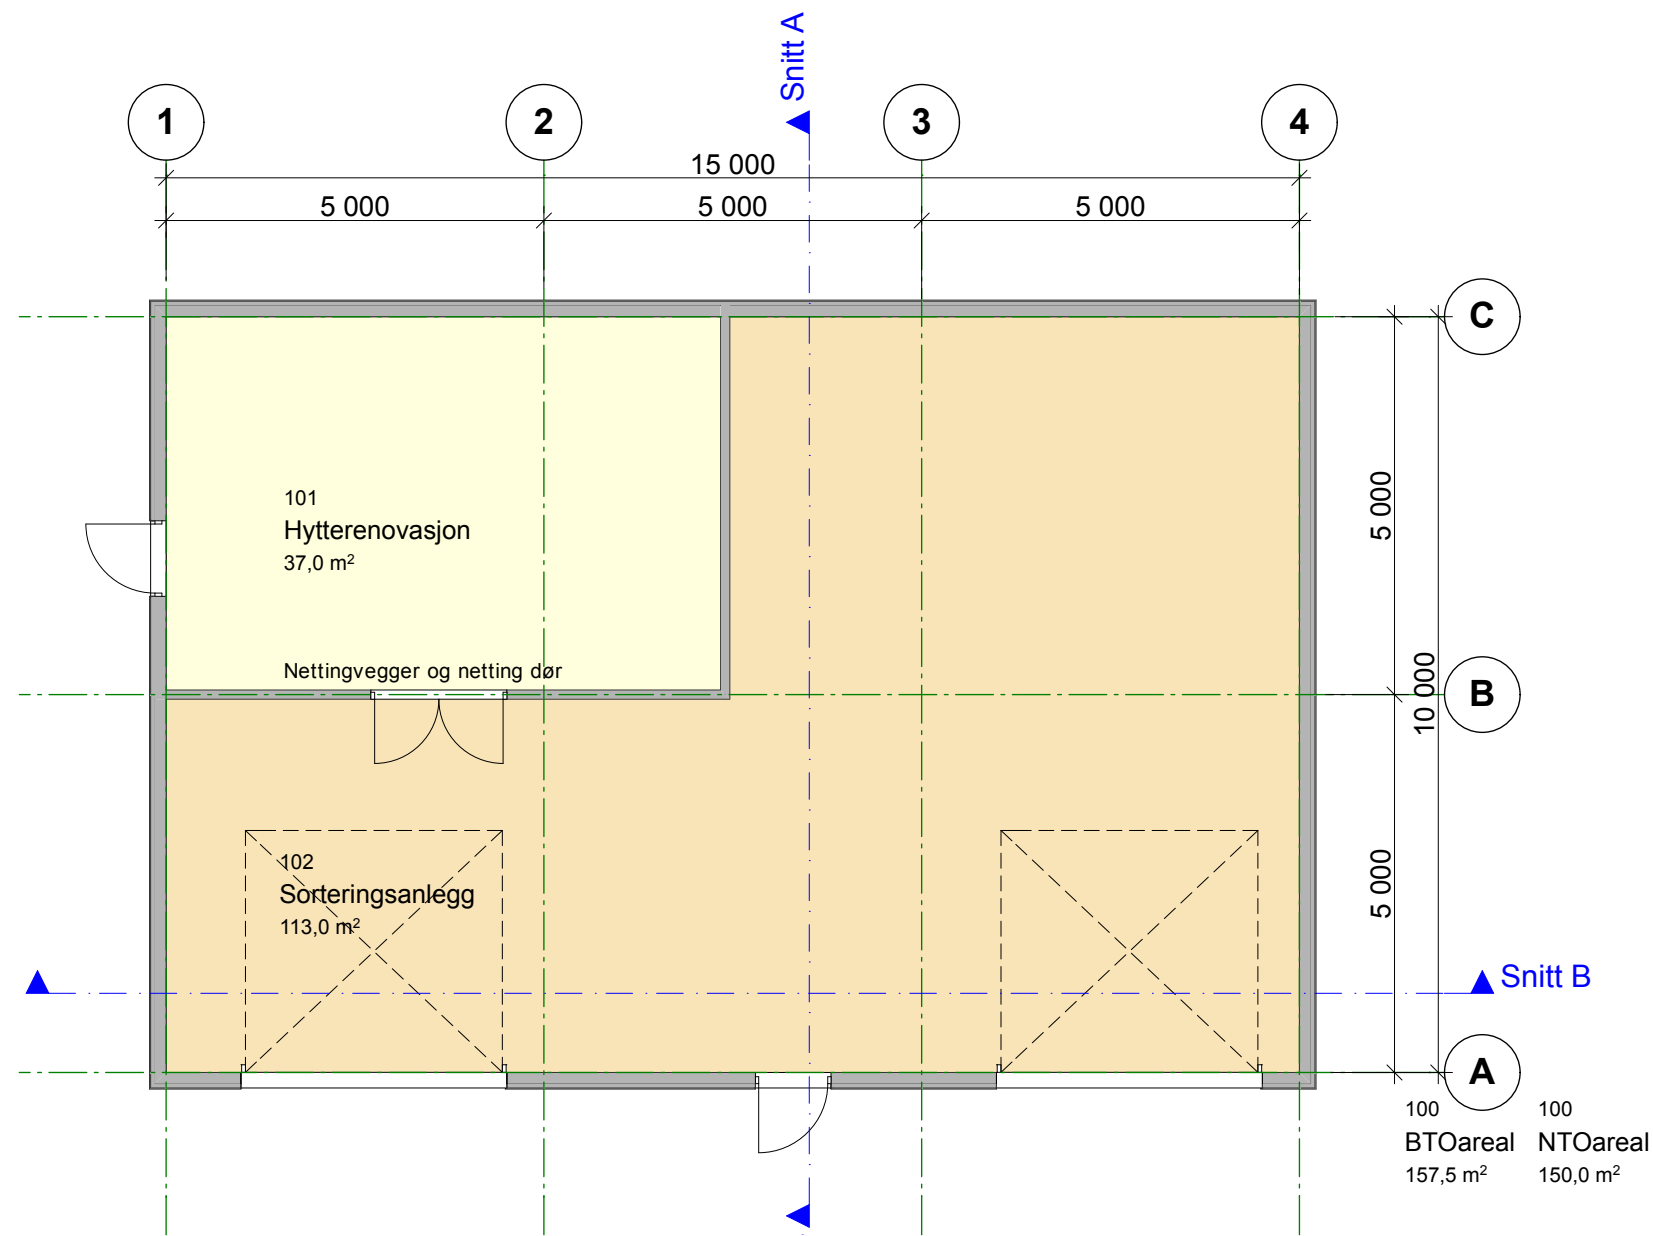 Snitt A
1
2
3
4
15 000
5 000
5 000
5 000
C
101
Hytterenovasjon
37,0 m²
5 000
Nettingvegger og netting dør
10 000
B
102
Sorteringsanlegg
113,0 m²
5 000
Snitt B
A
100
BTOareal
157,5 m²
100
NTOareal
150,0 m²